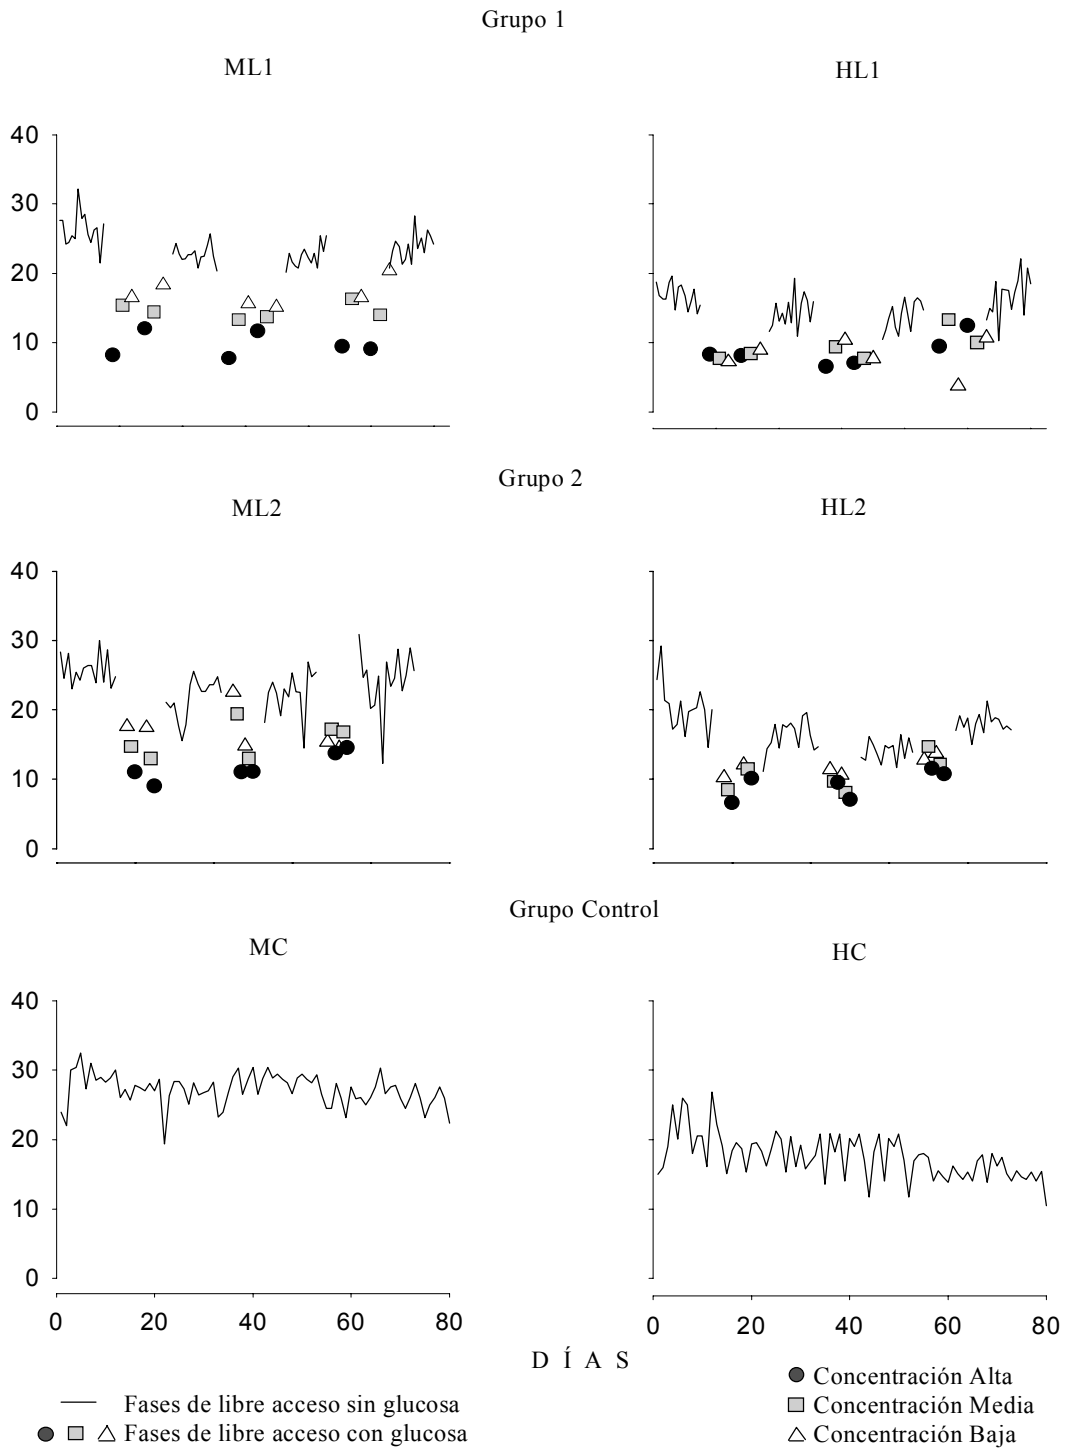 Grupo 1
ML1
HL1
40
30
20
10
0
Grupo 2
ML2
HL2
40
30
20
10
0
Grupo Control
MC
HC
40
30
20
10
0
0 20 40 60 80
0 20 40 60 80
D Í A S
Fases de libre acceso sin glucosa
Fases de libre acceso con glucosa
Concentración Alta
Concentración Media
Concentración Baja